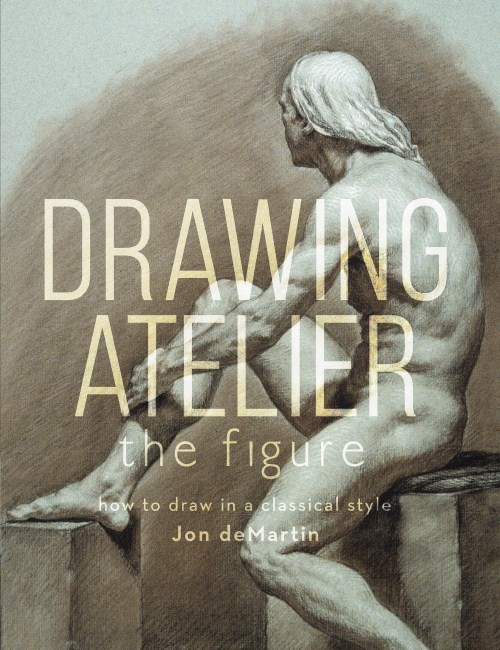 DRAWING
ATELIER
the figure
how to draw in a classical style
Jon deMartin